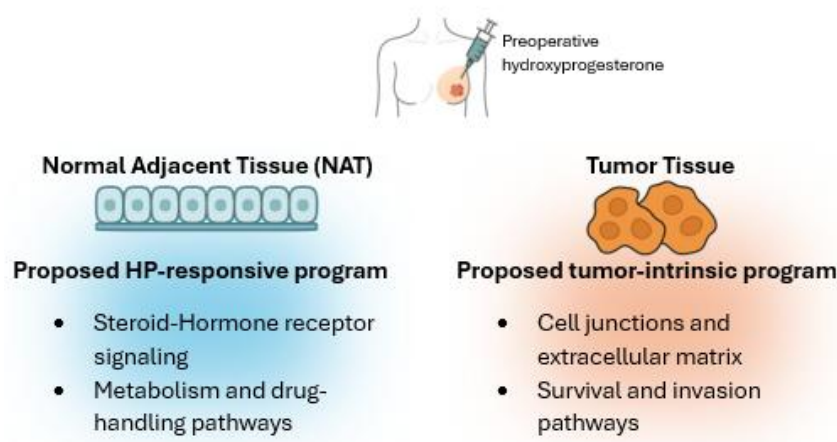 Preoperative
hydroxyprogesterone
Normal Adjacent Tissue (NAT)
Proposed HP-responsive program
• Steroid-Hormone receptor
signaling
• Metabolism and drug-
handling pathways
Tumor Tissue
Proposed tumor-intrinsic program
• Cell junctions and
extracellular matrix
• Survival and invasion
pathways